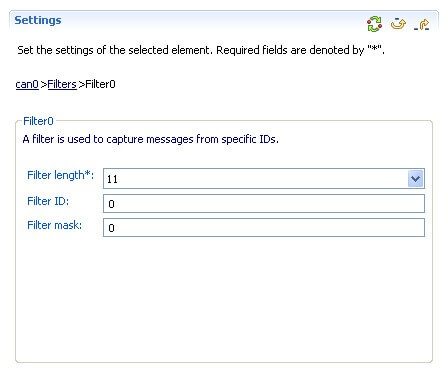 Settings
Set the settings of the selected element. Required fields are denoted by "*".
can0 >Filters >Filter0
Filter0
A filter is used to capture messages from specific IDs.
Filter length*: 11
Filter ID: 0
Filter mask: 0